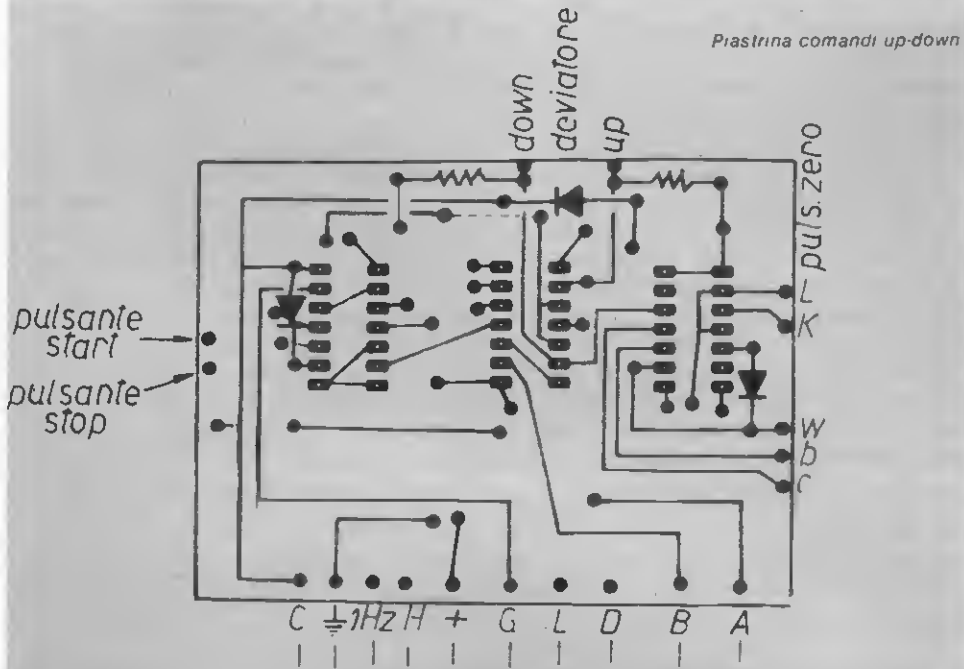 Piastrina comandi up-down
down
deviatore
up
puls. zero
L
K
pulsante
start
pulsante
stop
W
b
c
C 1Hz H + G L D B A